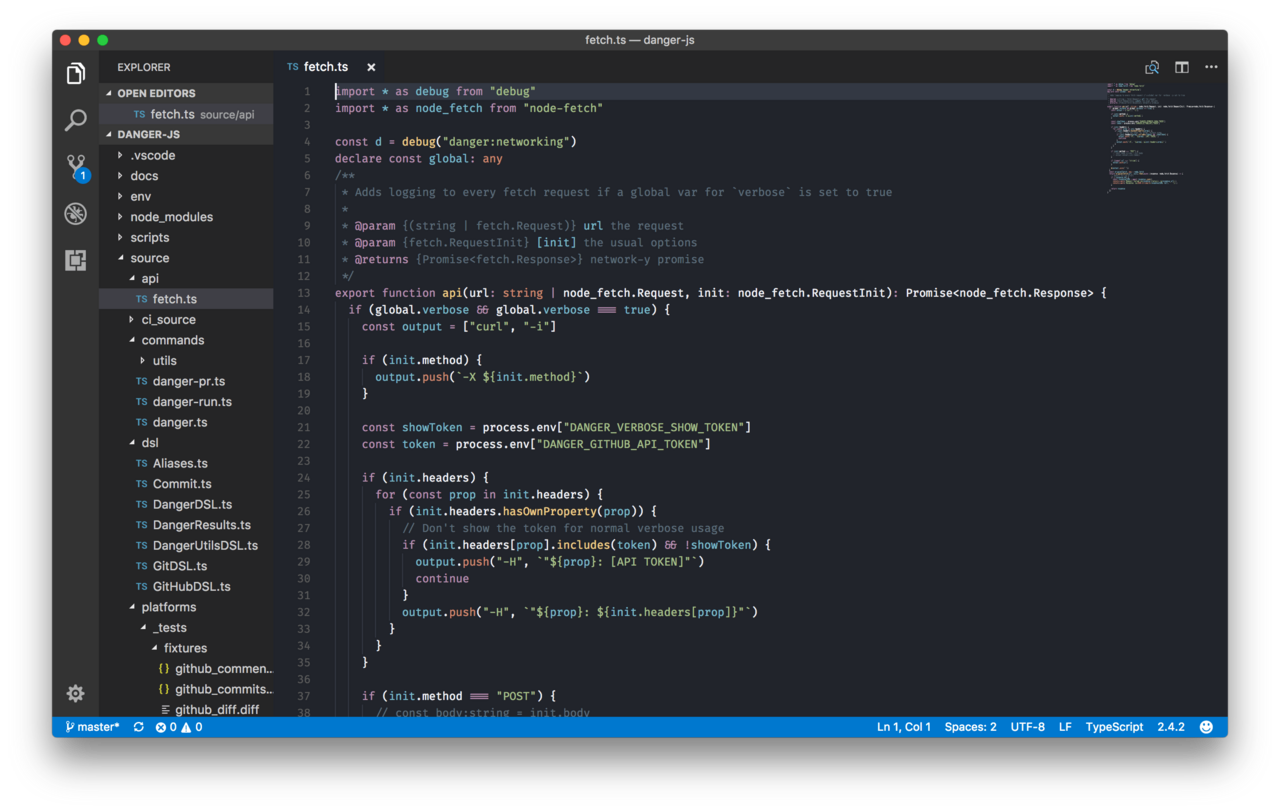 fetch.ts — danger-js
EXPLORER
OPEN EDITORS
TS fetch.ts source/api
DANGER-JS
.vscode
docs
env
node_modules
scripts
source
api
TS fetch.ts
ci_source
commands
utils
TS danger-pr.ts
TS danger-run.ts
TS danger.ts
dsl
TS Aliases.ts
TS Commit.ts
TS DangerDSL.ts
TS DangerResults.ts
TS DangerUtilsDSL.ts
TS GitDSL.ts
TS GitHubDSL.ts
platforms
_tests
fixtures
{} github_commen...
{} github_commits...
github_diff.diff
1
TS fetch.ts ×
1 import * as debug from "debug"
2 import * as node_fetch from "node-fetch"
3
4 const d = debug("danger:networking")
5 declare const global: any
6 /**
7  * Adds logging to every fetch request if a global var for `verbose` is set to true
8  *
9  * @param {(string | fetch.Request)} url the request
10  * @param {fetch.RequestInit} [init] the usual options
11  * @returns {Promise<fetch.Response>} network-y promise
12  */
13 export function api(url: string | node_fetch.Request, init: node_fetch.RequestInit): Promise<node_fetch.Response> {
14   if (global.verbose && global.verbose === true) {
15     const output = ["curl", "-i"]
16
17     if (init.method) {
18       output.push(`-X ${init.method}`)
19     }
20
21     const showToken = process.env["DANGER_VERBOSE_SHOW_TOKEN"]
22     const token = process.env["DANGER_GITHUB_API_TOKEN"]
23
24     if (init.headers) {
25       for (const prop in init.headers) {
26         if (init.headers.hasOwnProperty(prop)) {
27           // Don't show the token for normal verbose usage
28           if (init.headers[prop].includes(token) && !showToken) {
29             output.push("-H", `"${prop}: [API TOKEN]"`)
30             continue
31           }
32           output.push("-H", `"${prop}: ${init.headers[prop]}"`)
33         }
34       }
35     }
36
37     if (init.method === "POST") {
38       // const body:string = init.body
master* 0 0 Ln 1, Col 1 Spaces: 2 UTF-8 LF TypeScript 2.4.2